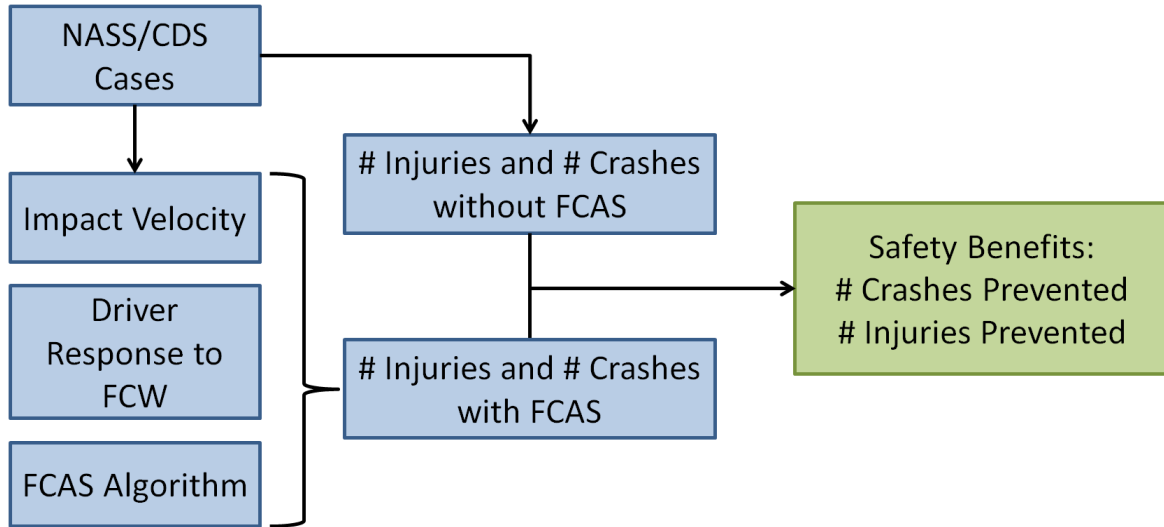 NASS/CDS
Cases
# Injuries and # Crashes
without FCAS
Impact Velocity
Safety Benefits:
# Crashes Prevented
# Injuries Prevented
Driver
Response to
FCW
# Injuries and # Crashes
with FCAS
FCAS Algorithm